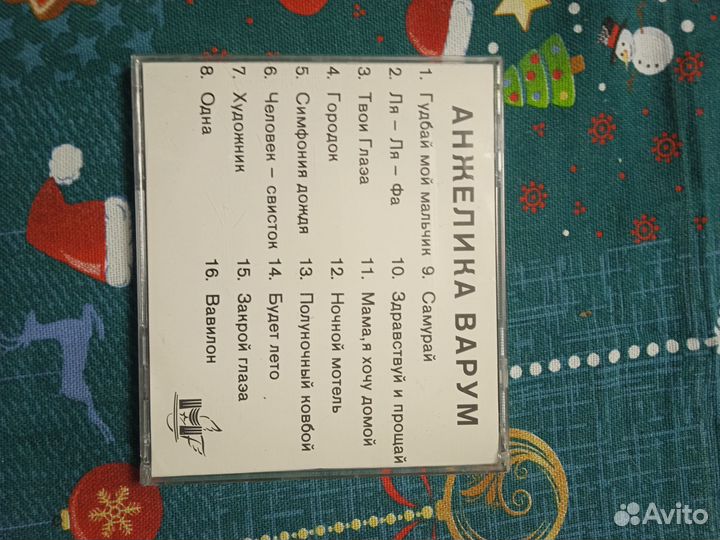 АНЖЕЛИКА ВАРУМ
1. Гудбай мой мальчик
2. Ля – Ля – Фа
3. Твои Глаза
4. Городок
5. Симфония дождя
6. Человек – свисток
7. Художник
8. Одна
9. Самурай
10. Здравствуй и прощай
11. Мама,я хочу домой
12. Ночной мотель
13. Полуночный ковбой
14. Будет лето
15. Закрой глаза
16. Вавилон
Avito